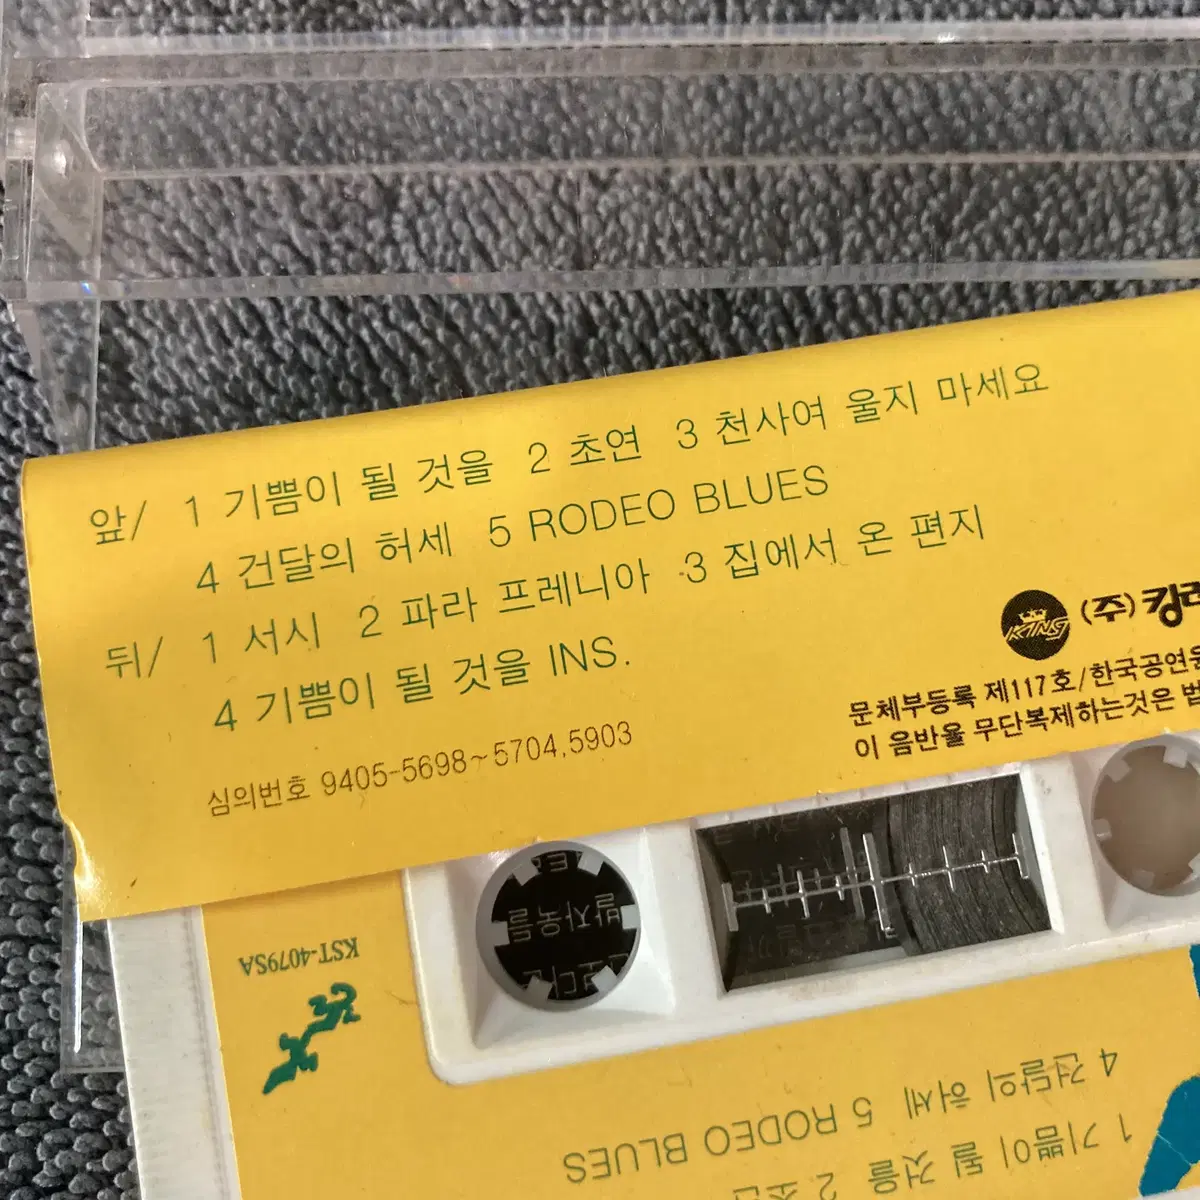 앞/ 1 기쁨이 될 것을 2 초연 3 천사여 울지 마세요
4 건달의 허세 5 RODEO BLUES
뒤/ 1 서시 2 파라 프레니아 3 집에서 온 편지
4 기쁨이 될 것을 INS.
심의번호 9405-5698~5704,5903
KING (주)킹레
문체부등록 제117호/한국공연윤
이 음반을 무단복제하는것은 법
발자욱을
KST-4079SA
4 건달의 허세 5 RODEO BLUES
1 기쁨이 될 것을 2 초연